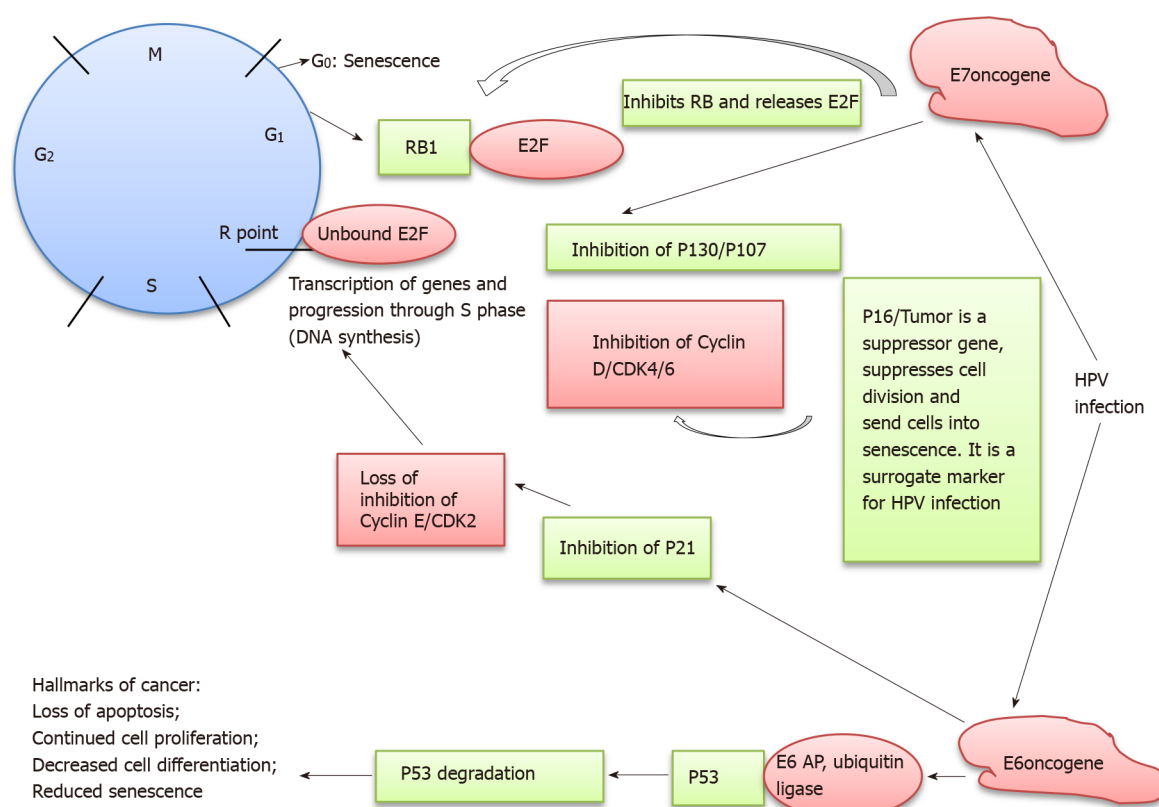 M
G₀: Senescence
G₁
G₂
R point
S
RB1
E2F
Inhibits RB and releases E2F
E7oncogene
Unbound E2F
Transcription of genes and
progression through S phase
(DNA synthesis)
Inhibition of P130/P107
Inhibition of Cyclin
D/CDK4/6
P16/Tumor is a
suppressor gene,
suppresses cell
division and
send cells into
senescence. It is a
surrogate marker
for HPV infection
HPV
infection
Loss of
inhibition of
Cyclin E/CDK2
Inhibition of P21
Hallmarks of cancer:
Loss of apoptosis;
Continued cell proliferation;
Decreased cell differentiation;
Reduced senescence
P53 degradation
P53
E6 AP, ubiquitin
ligase
E6oncogene